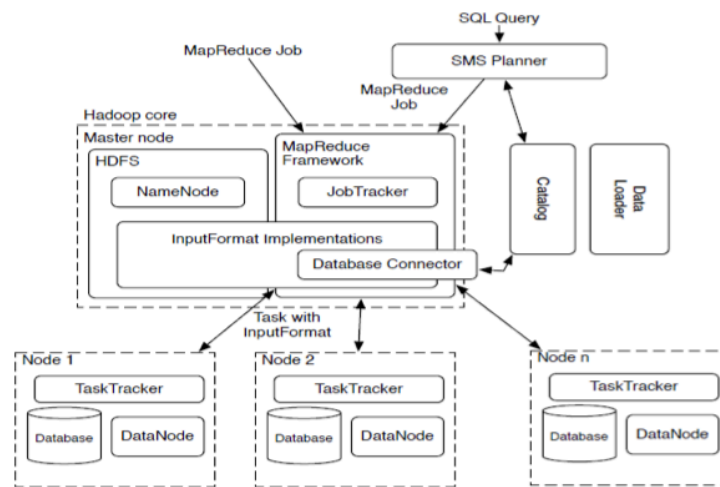 SQL Query
SMS Planner
MapReduce Job
MapReduce
Job
Hadoop core
Master node
HDFS
MapReduce
Framework
NameNode
JobTracker
InputFormat Implementations
Database Connector
Catalog
Data
Loader
Task with
InputFormat
Node 1
TaskTracker
Database
DataNode
Node 2
TaskTracker
Database
DataNode
Node n
TaskTracker
Database
DataNode